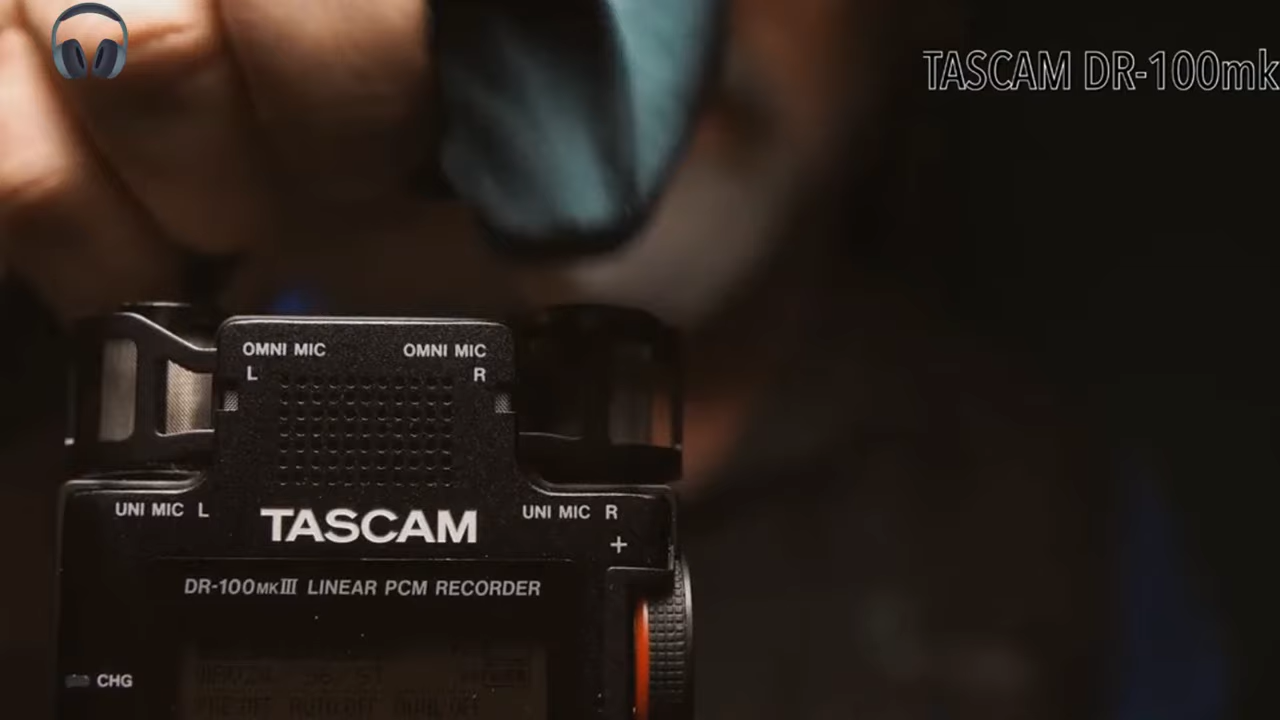 TASCAM DR-100mk
OMNI MIC OMNI MIC
L R
UNI MIC L TASCAM UNI MIC R
+
DR-100MKIII LINEAR PCM RECORDER
CHG